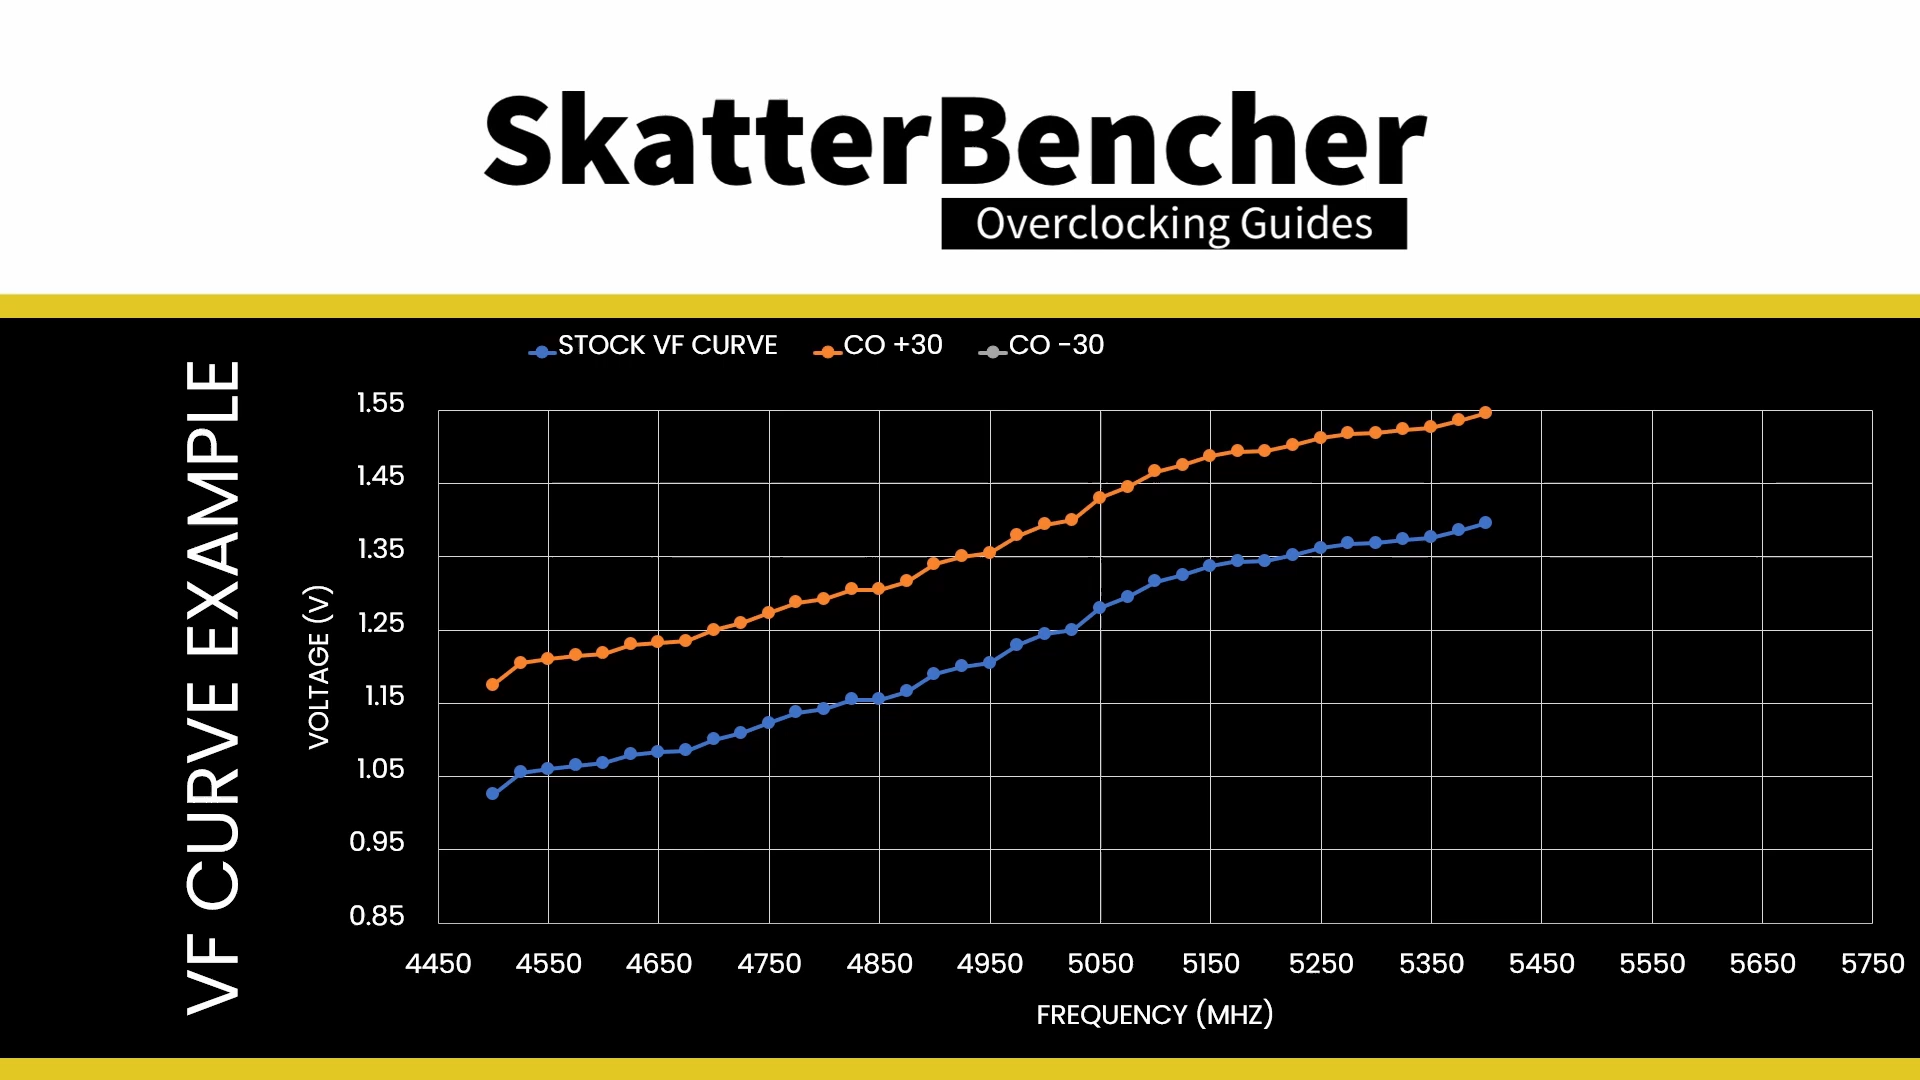 SkatterBencher
Overclocking Guides
VF CURVE EXAMPLE
STOCK VF CURVE CO +30 CO -30
VOLTAGE (V)
1.55
1.45
1.35
1.25
1.15
1.05
0.95
0.85
4450 4550 4650 4750 4850 4950 5050 5150 5250 5350 5450 5550 5650 5750
FREQUENCY (MHZ)